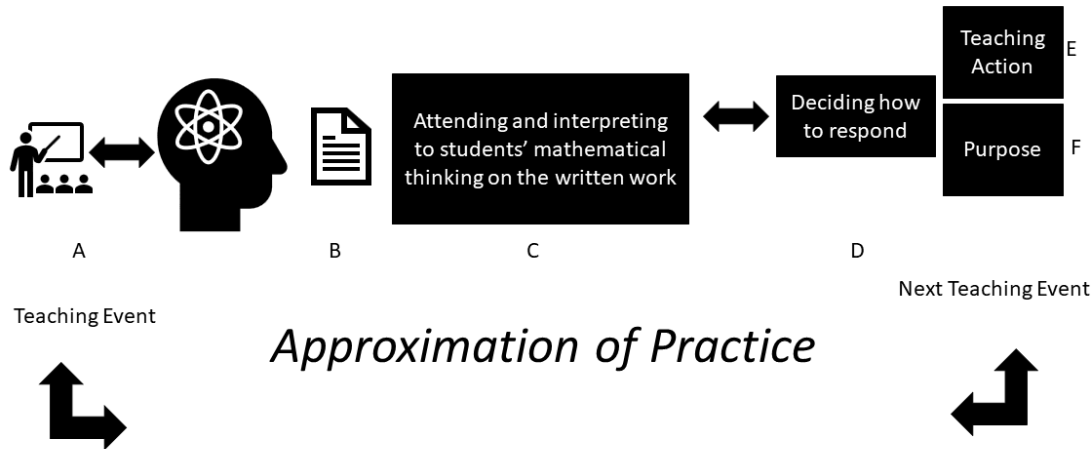 Teaching
Action
E
Deciding how
to respond
Attending and interpreting
to students’ mathematical
thinking on the written work
Purpose
F
A
B
C
D
Next Teaching Event
Teaching Event
Approximation of Practice